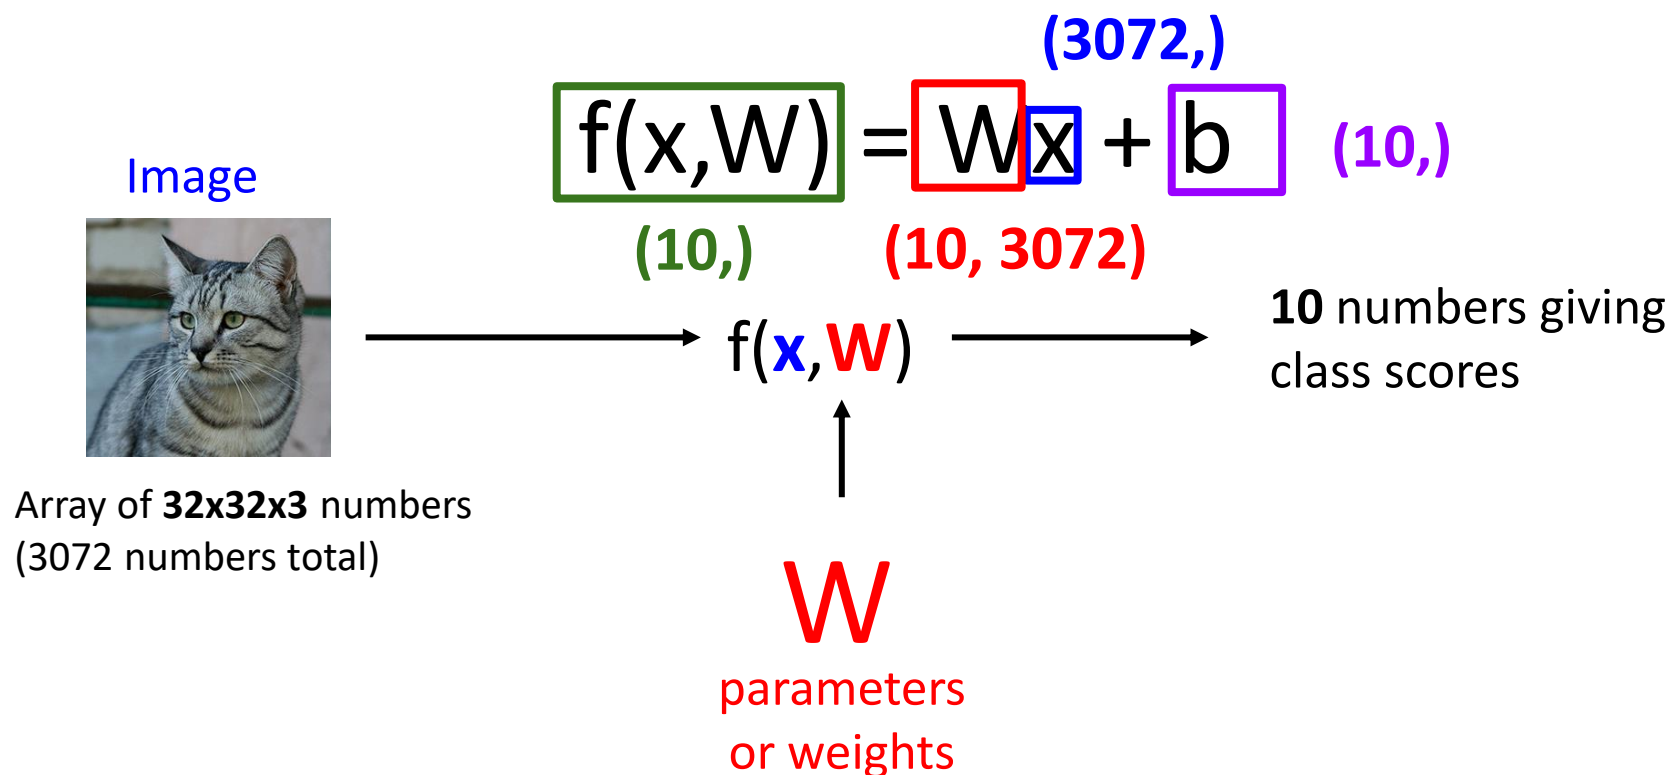 (3072,)
f(x,W) = Wx + b (10,)
Image
(10,) (10, 3072)
f(x,W)
10 numbers giving
class scores
Array of 32x32x3 numbers
(3072 numbers total)
W
parameters
or weights